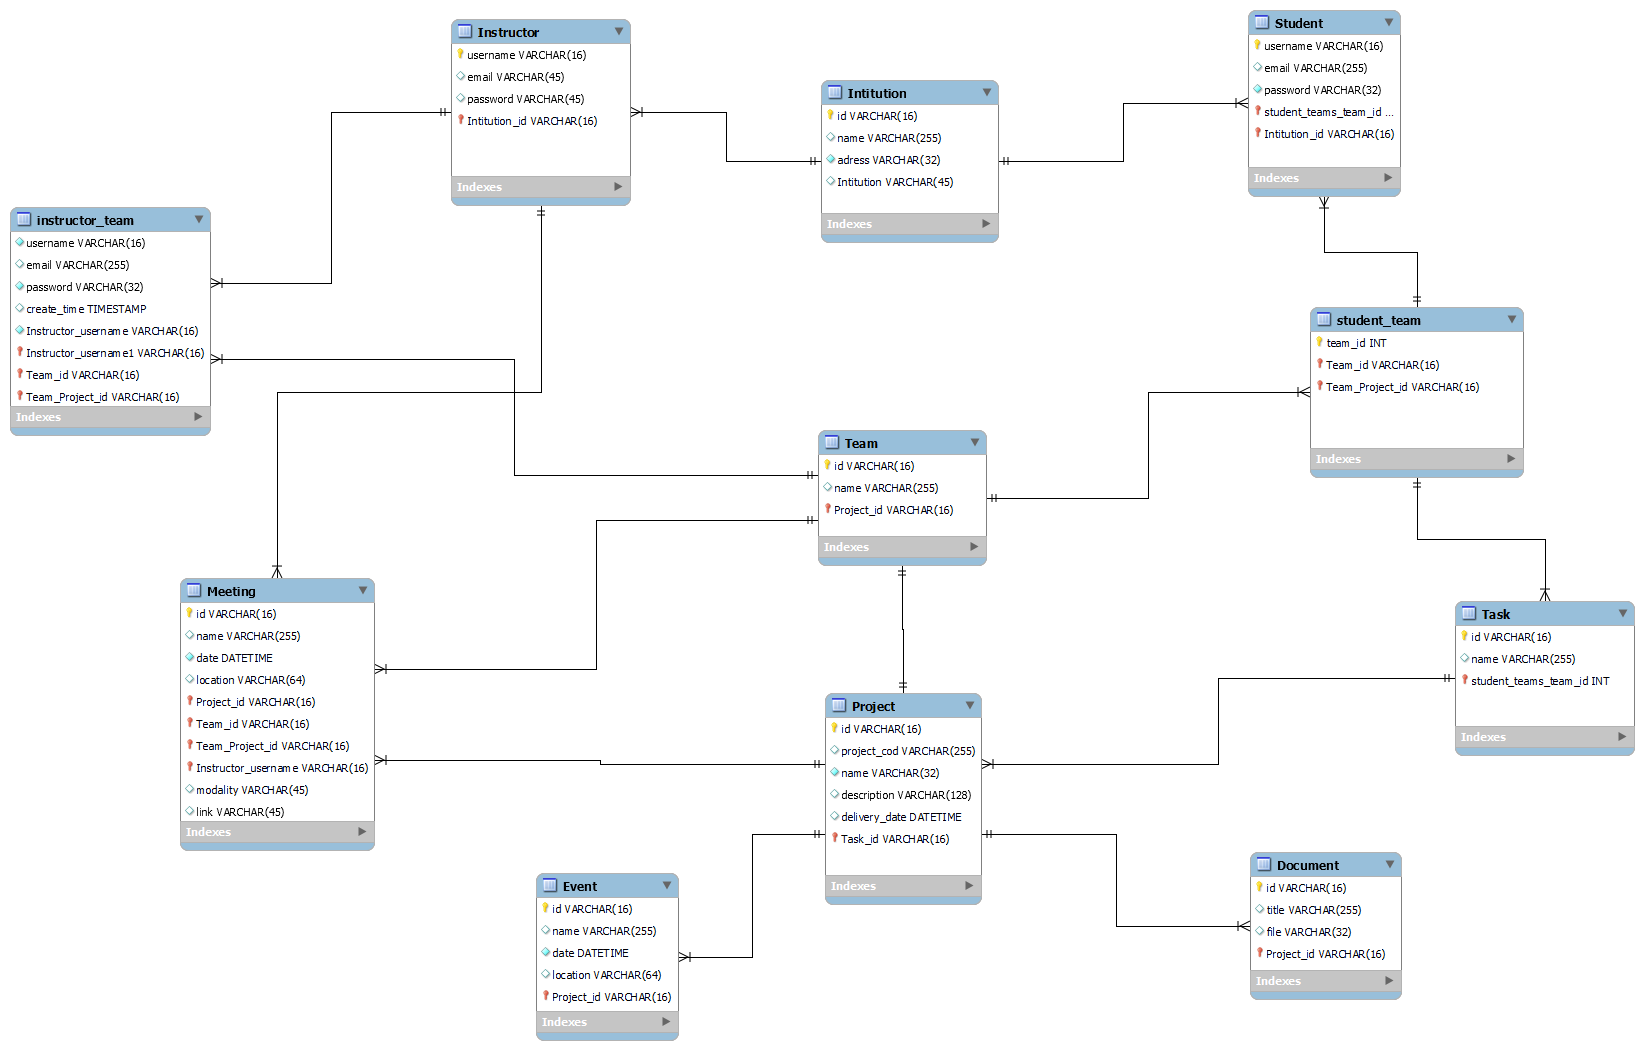 Instructor
username VARCHAR(16)
email VARCHAR(45)
password VARCHAR(45)
Intitution_id VARCHAR(16)
Indexes
Intitution
id VARCHAR(16)
name VARCHAR(255)
adress VARCHAR(32)
Intitution VARCHAR(45)
Indexes
Student
username VARCHAR(16)
email VARCHAR(255)
password VARCHAR(32)
student_teams_team_id ...
Intitution_id VARCHAR(16)
Indexes
instructor_team
username VARCHAR(16)
email VARCHAR(255)
password VARCHAR(32)
create_time TIMESTAMP
Instructor_username VARCHAR(16)
Instructor_username1 VARCHAR(16)
Team_id VARCHAR(16)
Team_Project_id VARCHAR(16)
Indexes
student_team
team_id INT
Team_id VARCHAR(16)
Team_Project_id VARCHAR(16)
Indexes
Team
id VARCHAR(16)
name VARCHAR(255)
Project_id VARCHAR(16)
Indexes
Meeting
id VARCHAR(16)
name VARCHAR(255)
date DATETIME
location VARCHAR(64)
Project_id VARCHAR(16)
Team_id VARCHAR(16)
Team_Project_id VARCHAR(16)
Instructor_username VARCHAR(16)
modality VARCHAR(45)
link VARCHAR(45)
Indexes
Task
id VARCHAR(16)
name VARCHAR(255)
student_teams_team_id INT
Indexes
Project
id VARCHAR(16)
project_cod VARCHAR(255)
name VARCHAR(32)
description VARCHAR(128)
delivery_date DATETIME
Task_id VARCHAR(16)
Indexes
Event
id VARCHAR(16)
name VARCHAR(255)
date DATETIME
location VARCHAR(64)
Project_id VARCHAR(16)
Indexes
Document
id VARCHAR(16)
title VARCHAR(255)
file VARCHAR(32)
Project_id VARCHAR(16)
Indexes